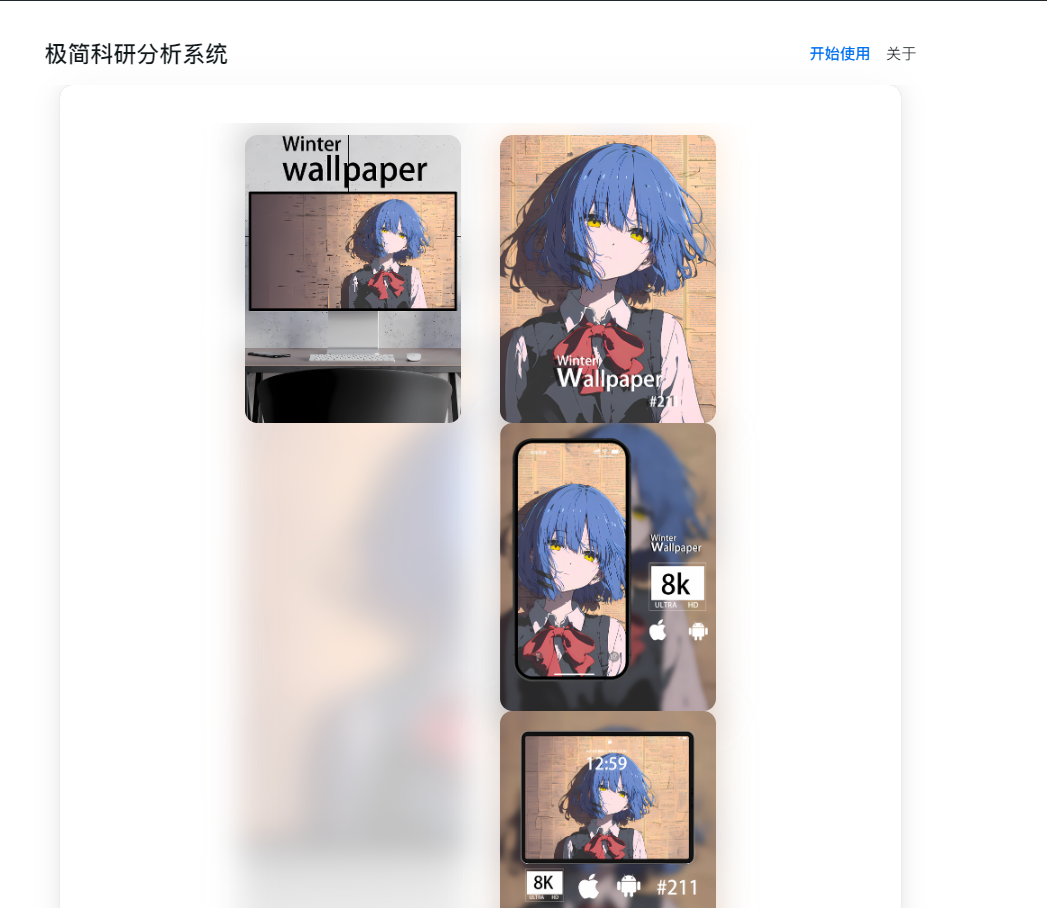 极简科研分析系统
开始使用 关于
Winter
wallpaper
Winter
Wallpaper
#211
Winter
Wallpaper
8k
ULTRA HD
12:59
8K
ULTRA HD
#211